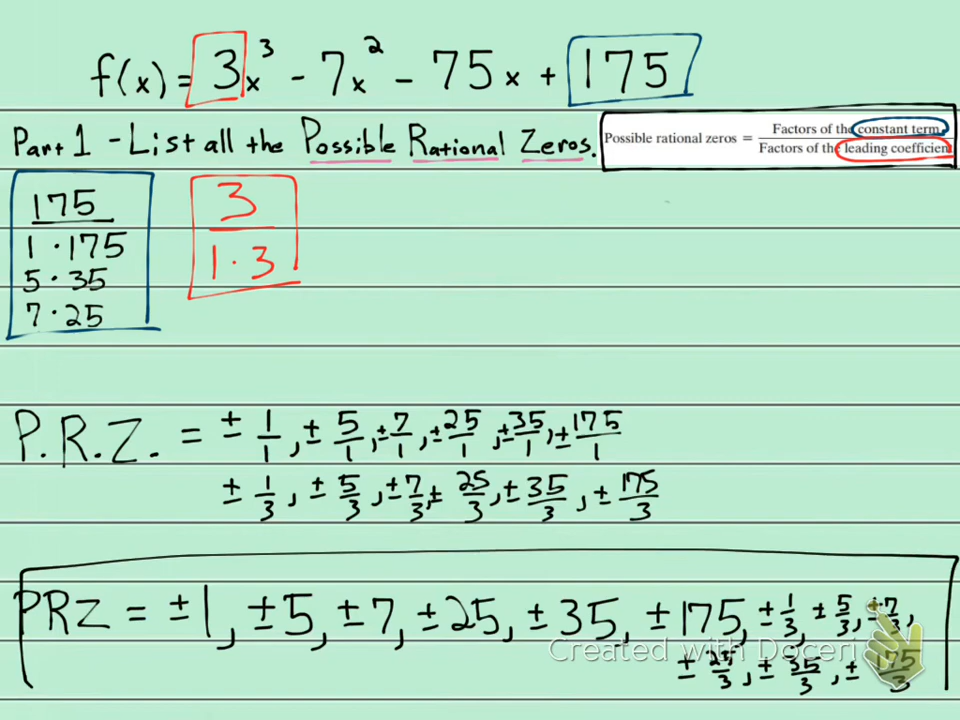 f(x) = 3x³ - 7x² - 75x + 175
Part 1 - List all the Possible Rational Zeros.
Possible rational zeros = Factors of the constant term / Factors of the leading coefficient
175
1 · 175
5 · 35
7 · 25
3
1 · 3
P.R.Z. = ± 1/1, ± 5/1, ± 7/1, ± 25/1, ± 35/1, ± 175/1
± 1/3, ± 5/3, ± 7/3, ± 25/3, ± 35/3, ± 175/3
PRZ = ±1, ±5, ±7, ±25, ±35, ±175, ± 1/3, ± 5/3, ± 7/3,
± 25/3, ± 35/3, ± 175/3
Created with Doceri